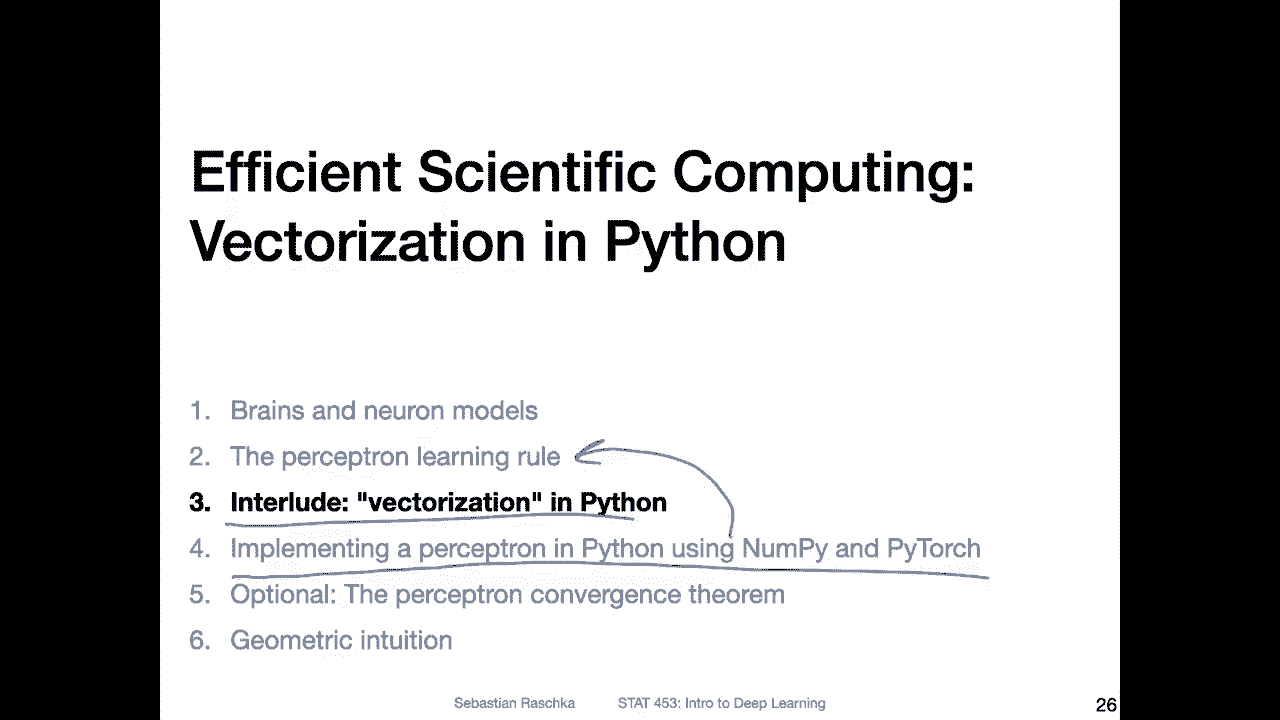 Efficient Scientific Computing:
Vectorization in Python
1. Brains and neuron models
2. The perceptron learning rule
3. Interlude: "vectorization" in Python
4. Implementing a perceptron in Python using NumPy and PyTorch
5. Optional: The perceptron convergence theorem
6. Geometric intuition
Sebastian Raschka STAT 453: Intro to Deep Learning 26